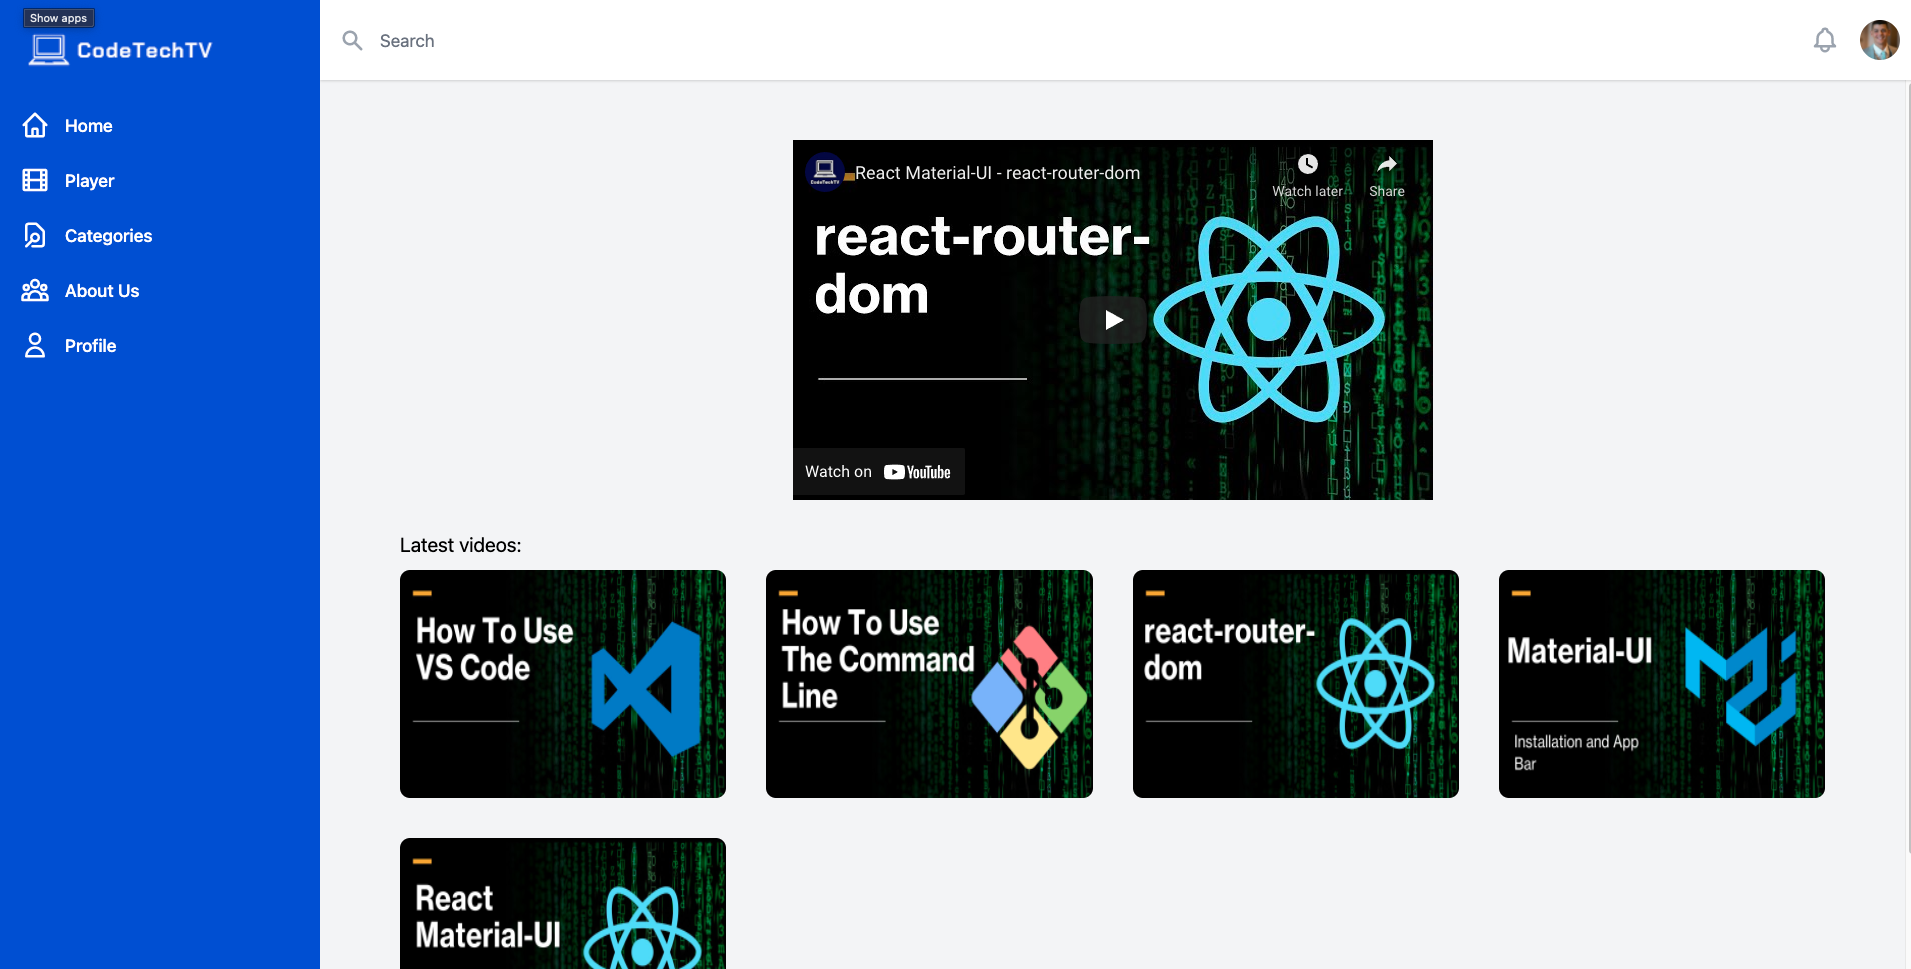 Show apps
CodeTechTV
Search
Home
Player
Categories
About Us
Profile
CodeTechTV
React Material-UI - react-router-dom
Watch later
Share
react-router-
dom
Watch on YouTube
Latest videos:
How To Use
VS Code
How To Use
The Command
Line
react-router-
dom
Material-UI
Installation and App
Bar
React
Material-UI